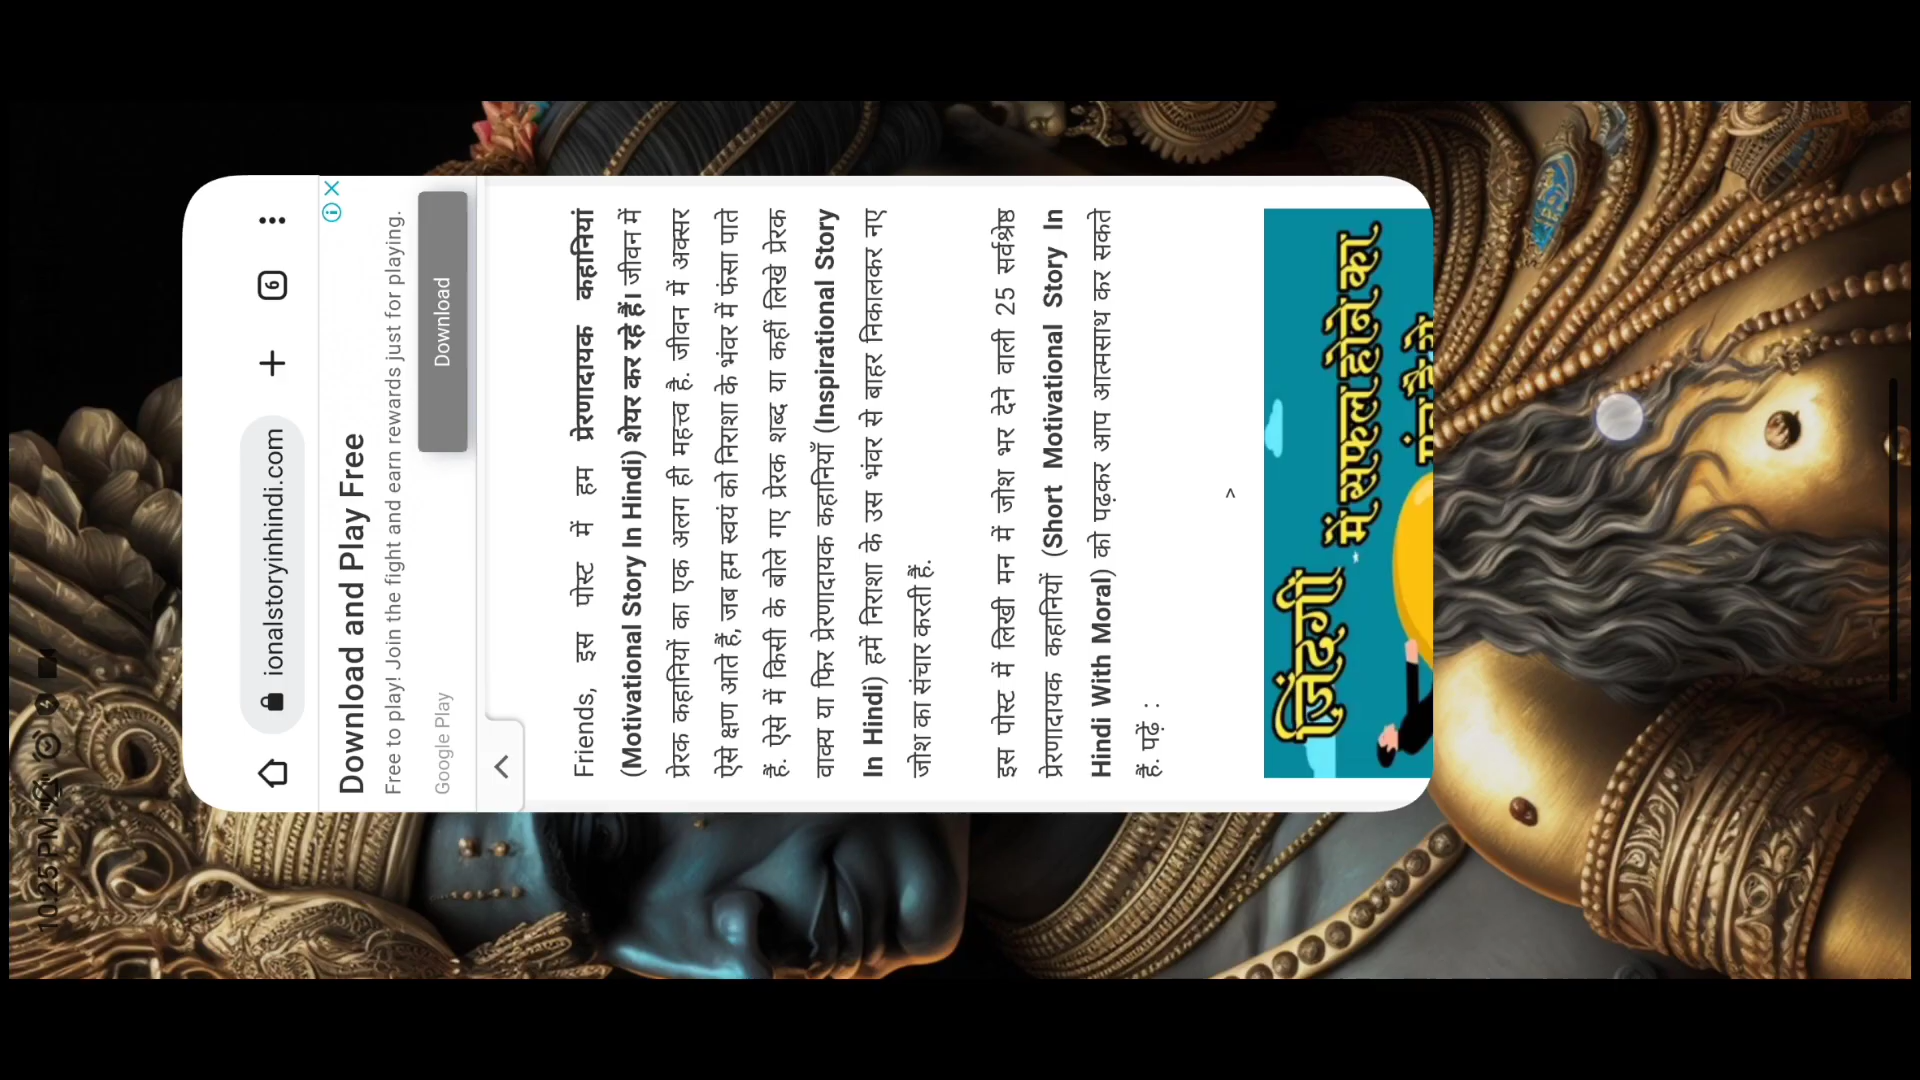 10:25 PM
ionalstoryinhindi.com
6
Download and Play Free
Free to play! Join the fight and earn rewards just for playing.
Google Play
Download
Friends, इस पोस्ट में हम प्रेरणादायक कहानियां
(Motivational Story In Hindi) शेयर कर रहे हैं। जीवन में
प्रेरक कहानियों का एक अलग ही महत्त्व है. जीवन में अक्सर
ऐसे क्षण आते हैं, जब हम स्वयं को निराशा के भंवर में फंसा पाते
हैं. ऐसे में किसी के बोले गए प्रेरक शब्द या कहीं लिखे प्रेरक
वाक्य या फिर प्रेरणादायक कहानियाँ (Inspirational Story
In Hindi) हमें निराशा के उस भंवर से बाहर निकालकर नए
जोश का संचार करती हैं.
इस पोस्ट में लिखी मन में जोश भर देने वाली 25 सर्वश्रेष्ठ
प्रेरणादायक कहानियों (Short Motivational Story In
Hindi With Moral) को पढ़कर आप आत्मसाथ कर सकते
हैं. पढ़ें :
>
ज़िंदगी में सफल होने का